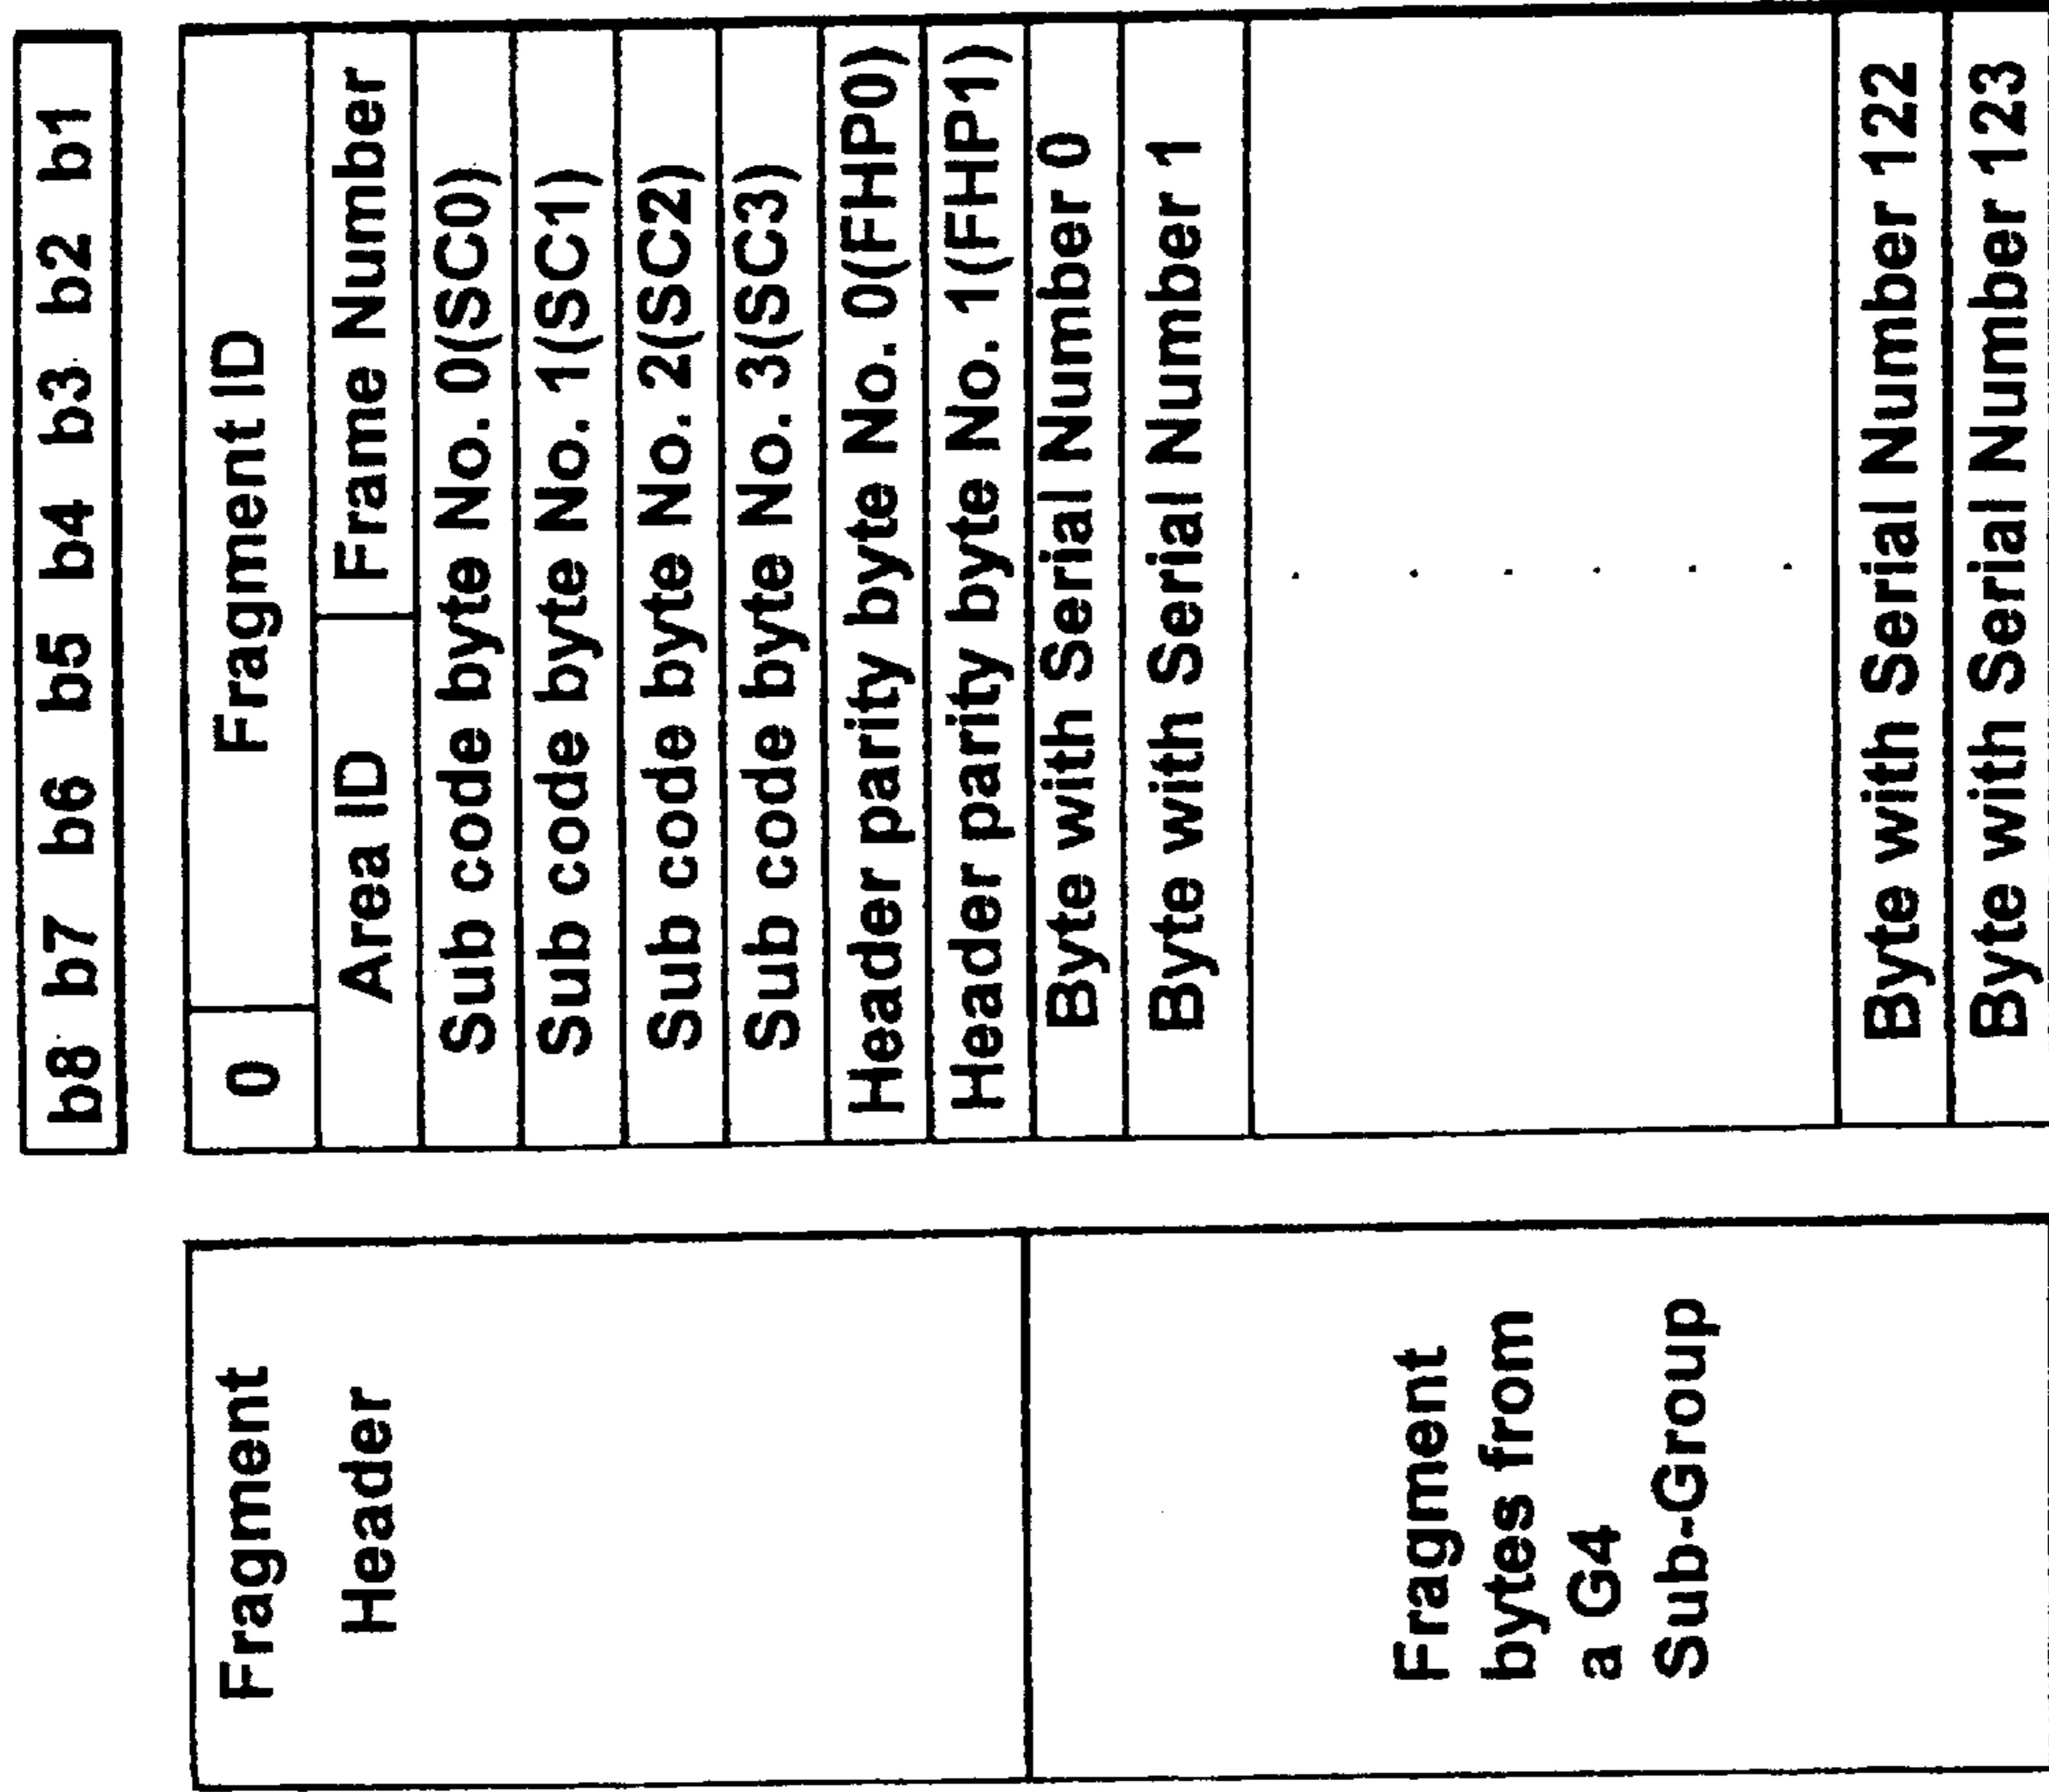 b8 b7 b6 b5 b4 b3 b2 b1
Fragment
Header
0 Fragment ID
Area ID Frame Number
Sub code byte No. 0(SC0)
Sub code byte No. 1(SC1)
Sub code byte No. 2(SC2)
Sub code byte No. 3(SC3)
Header parity byte No. 0(FHP0)
Header parity byte No. 1(FHP1)
Fragment
bytes from
a G4
Sub-Group
Byte with Serial Number 0
Byte with Serial Number 1
. . . . . .
Byte with Serial Number 122
Byte with Serial Number 123